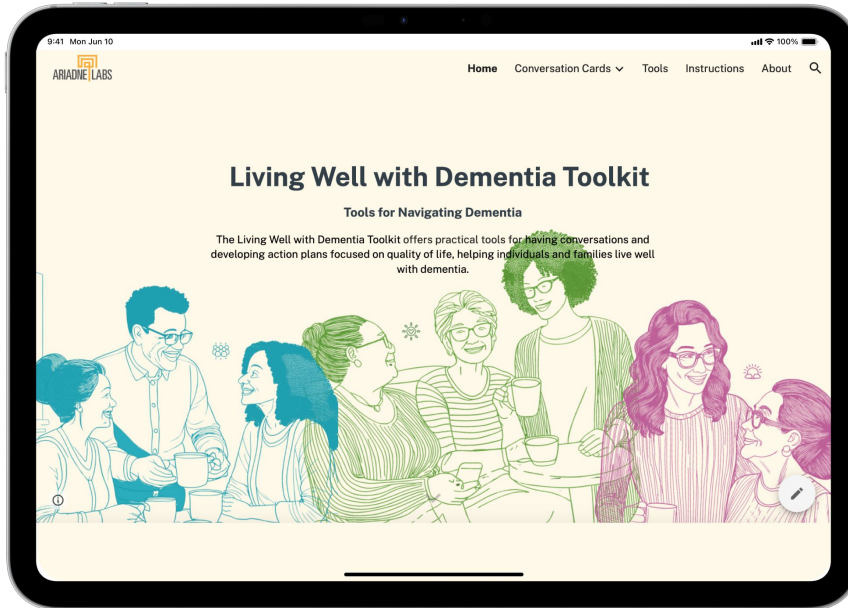 9:41 Mon Jun 10
100%
ARIADNE LABS
Home Conversation Cards Tools Instructions About
Living Well with Dementia Toolkit
Tools for Navigating Dementia
The Living Well with Dementia Toolkit offers practical tools for having conversations and
developing action plans focused on quality of life, helping individuals and families live well
with dementia.